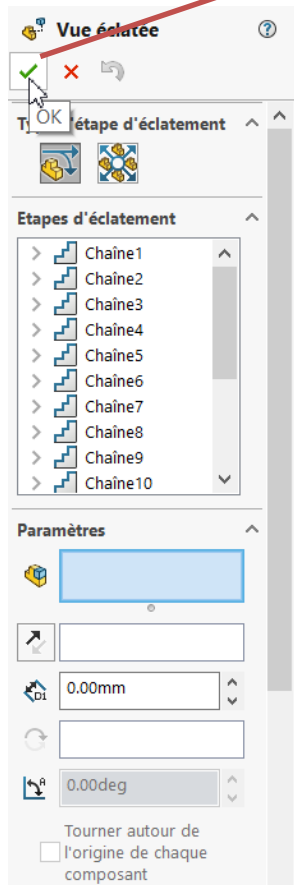 Vue éclatée
OK
d'étape d'éclatement
Etapes d'éclatement
Chaîne1
Chaîne2
Chaîne3
Chaîne4
Chaîne5
Chaîne6
Chaîne7
Chaîne8
Chaîne9
Chaîne10
Paramètres
D1
0.00mm
A
0.00deg
Tourner autour de
l'origine de chaque
composant